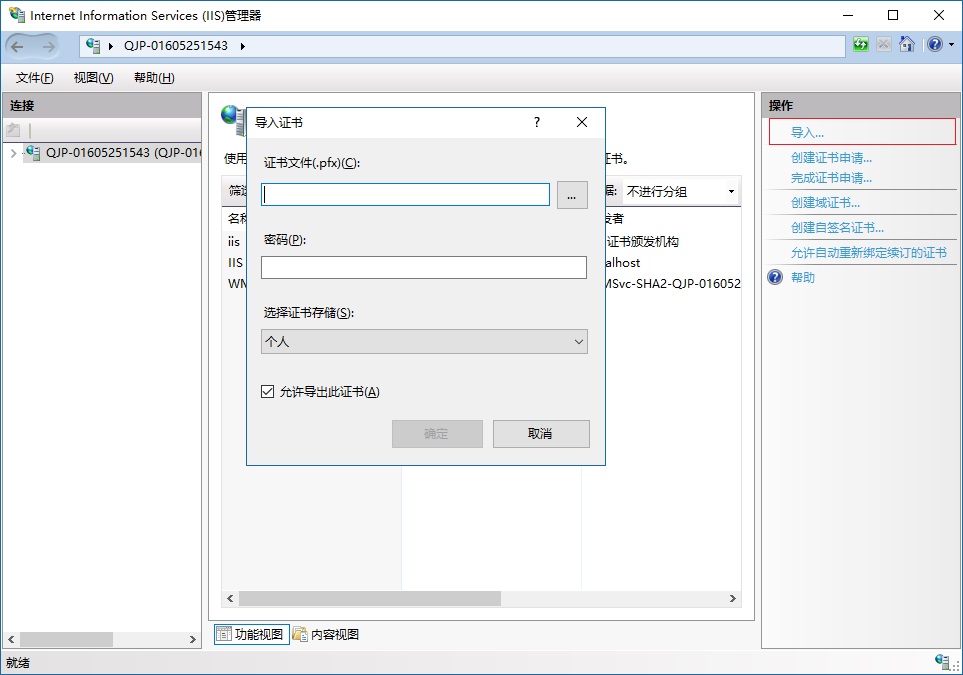 Internet Information Services (IIS)管理器
QJP-01605251543
文件(F) 视图(V) 帮助(H)
连接
QJP-01605251543 (QJP-016
使用
证书。
筛选
据: 不进行分组
名称
发者
iis
证书颁发机构
IIS
alhost
WM
MSvc-SHA2-QJP-016052
导入证书
?
证书文件(.pfx)(C):
...
密码(P):
选择证书存储(S):
个人
允许导出此证书(A)
确定 取消
功能视图 内容视图
操作
导入...
创建证书申请...
完成证书申请...
创建域证书...
创建自签名证书...
允许自动重新绑定续订的证书
帮助
就绪